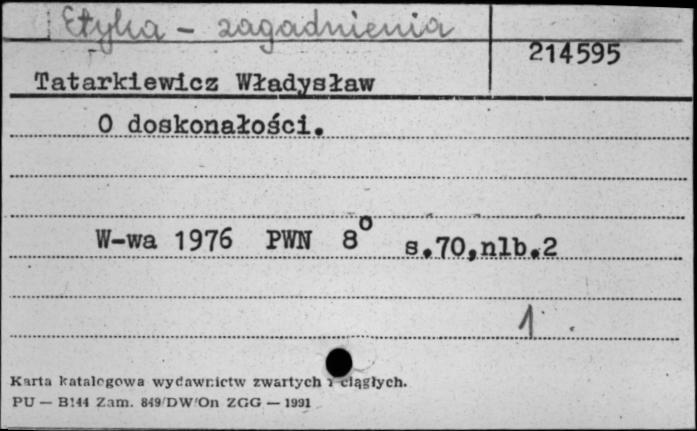 Etyka - zagadnienia
214595
Tatarkiewicz Władysław
O doskonałości.
W-wa 1976 PWN 8° s.70,nlb.2
1
Karta katalogowa wydawnictw zwartych i ciągłych.
PU — B144 Zam. 849/DW/On ZGG — 1991